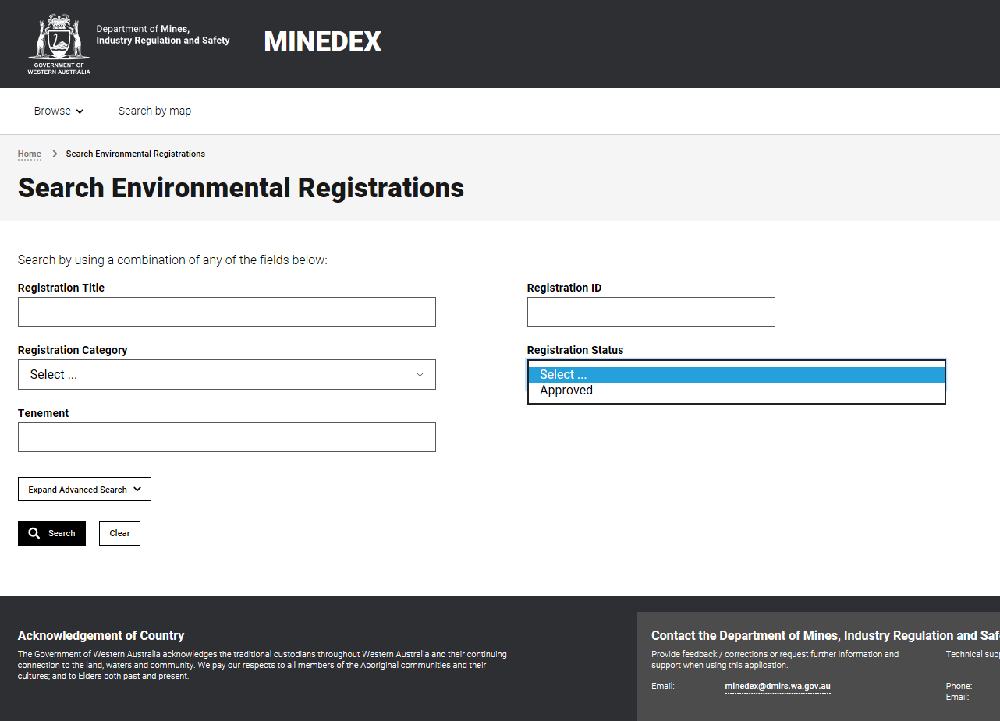 Department of Mines,
Industry Regulation and Safety
GOVERNMENT OF
WESTERN AUSTRALIA
MINEDEX
Browse
Search by map
Home
Search Environmental Registrations
Search Environmental Registrations
Search by using a combination of any of the fields below:
Registration Title
Registration ID
Registration Category
Select ...
Registration Status
Select ...
Approved
Tenement
Expand Advanced Search
Search
Clear
Acknowledgement of Country
The Government of Western Australia acknowledges the traditional custodians throughout Western Australia and their continuing
connection to the land, waters and community. We pay our respects to all members of the Aboriginal communities and their
cultures; and to Elders both past and present.
Contact the Department of Mines, Industry Regulation and Saf
Provide feedback / corrections or request further information and
support when using this application.
Email: minedex@dmirs.wa.gov.au
Technical supp
Phone:
Email: